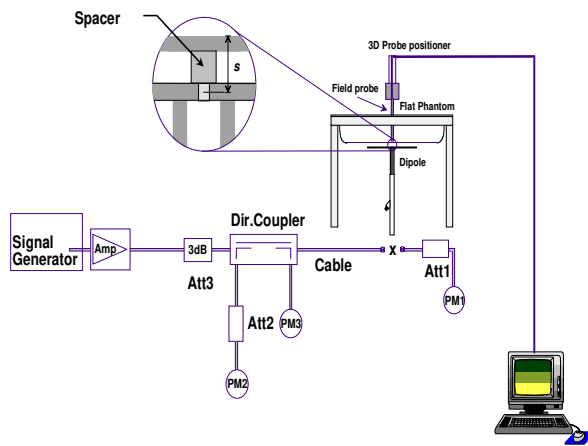 Spacer
s
3D Probe positioner
Field probe
Flat Phantom
Dipole
Dir.Coupler
Signal
Generator
Amp
3dB
Att3
Cable
x
Att1
PM1
Att2
PM3
PM2